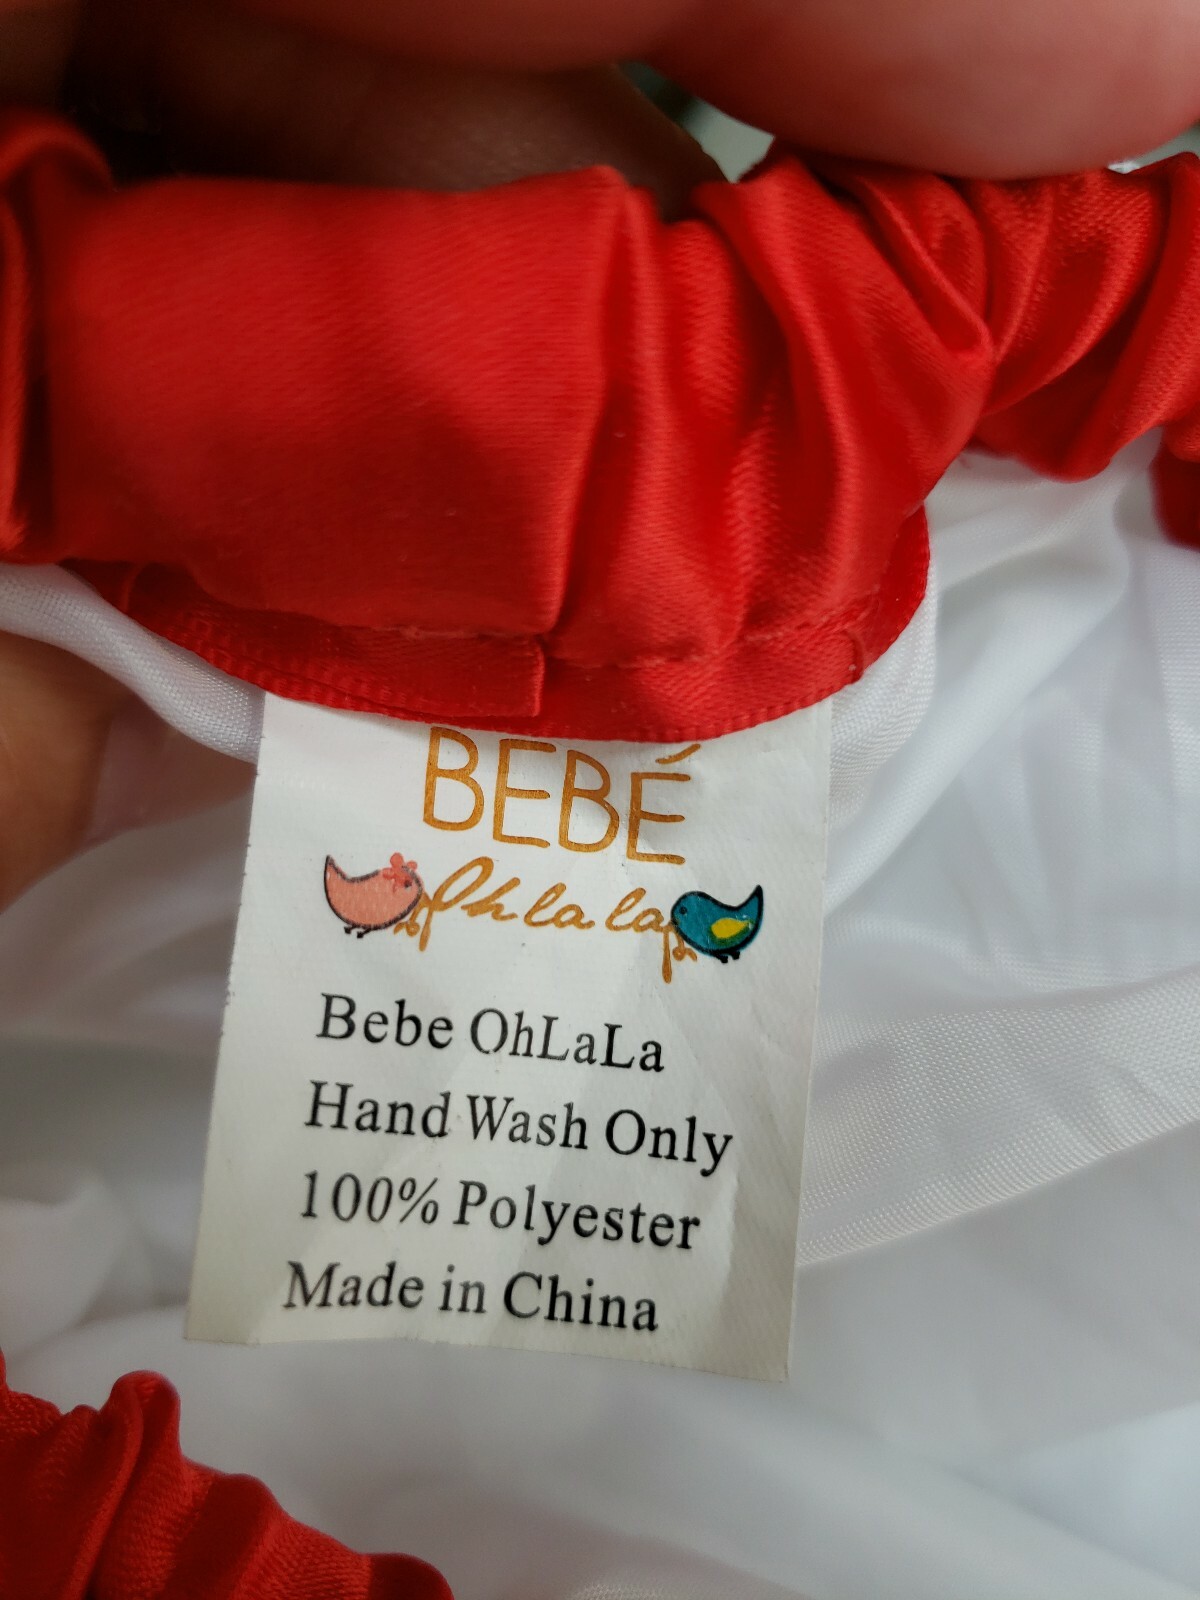 BEBÉ
Oh la la
Bebe OhLaLa
Hand Wash Only
100% Polyester
Made in China